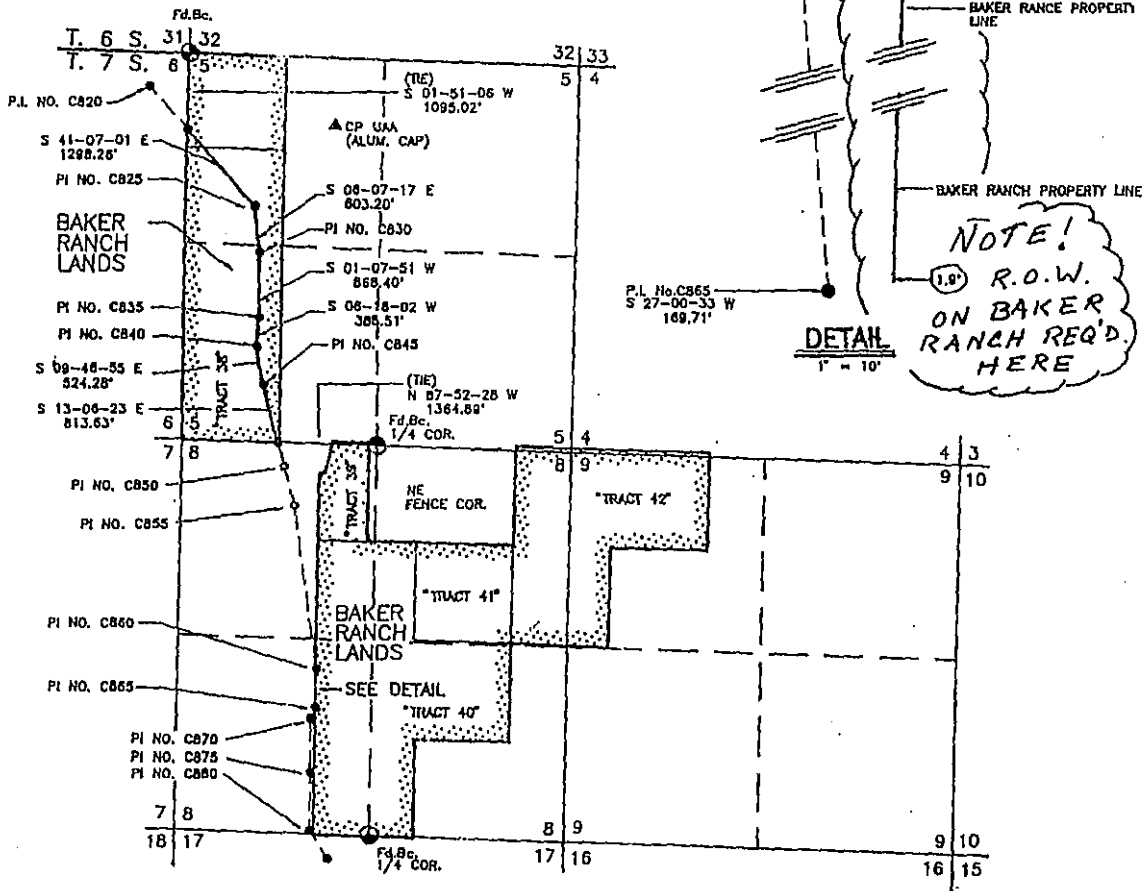 Fd.Bc.
T. 6 S. 31 32
T. 7 S. 6 5
32 33
5 4
P.I. NO. C820
(TIE)
S 01-51-06 W
1095.02'
CP UAA
(ALUM. CAP)
S 41-07-01 E
1298.26'
PI NO. C825
S 06-07-17 E
603.20'
PI NO. C830
BAKER
RANCH
LANDS
S 01-07-51 W
868.40'
PI NO. C835
S 06-18-02 W
PI NO. C840
PI NO. C845
S 09-46-55 E
524.28'
"TRACT 38"
S 13-06-23 E
813.63'
(TIE)
N 87-52-28 W
1364.89'
Fd.Bc.
1/4 COR.
6 5
7 8
5 4
8 9
4 3
9 10
PI NO. C850
PI NO. C855
"TRACT 39"
NE
FENCE COR.
"TRACT 42"
"TRACT 41"
PI NO. C860
BAKER
RANCH
LANDS
PI NO. C865
SEE DETAIL
"TRACT 40"
PI NO. C870
PI NO. C875
PI NO. C880
7 8
18 17
Fd.Bc.
1/4 COR.
8 9
17 16
9 10
16 15
BAKER RANCE PROPERTY
LINE
BAKER RANCH PROPERTY LINE
P.I. No.C865
S 27-00-33 W
169.71'
DETAIL
1" = 10'
1.9'
NOTE!
R.O.W.
ON BAKER
RANCH REQ'D.
HERE